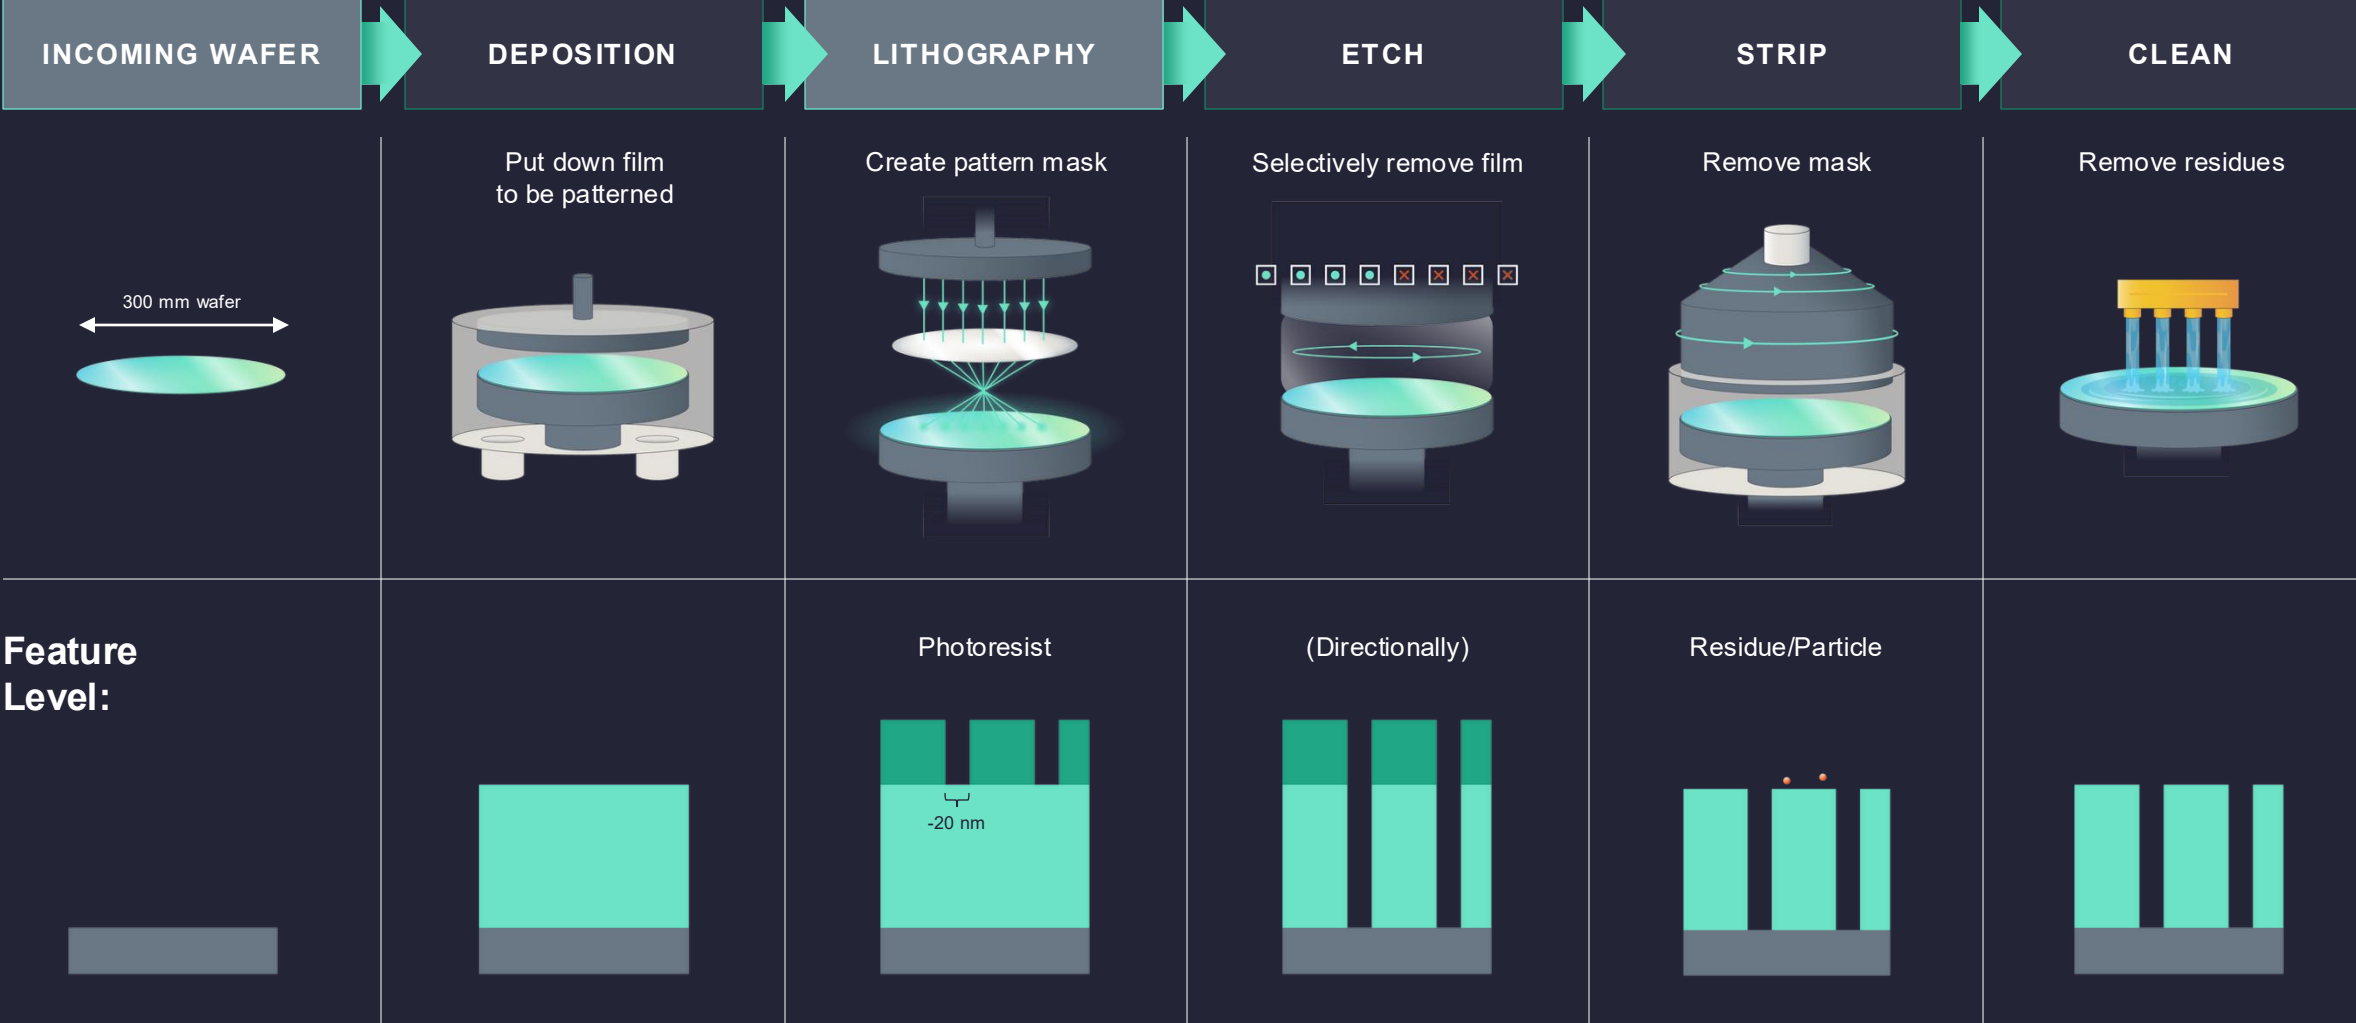 INCOMING WAFER
DEPOSITION
LITHOGRAPHY
ETCH
STRIP
CLEAN
Put down film
to be patterned
Create pattern mask
Selectively remove film
Remove mask
Remove residues
300 mm wafer
Feature
Level:
Photoresist
(Directionally)
Residue/Particle
-20 nm